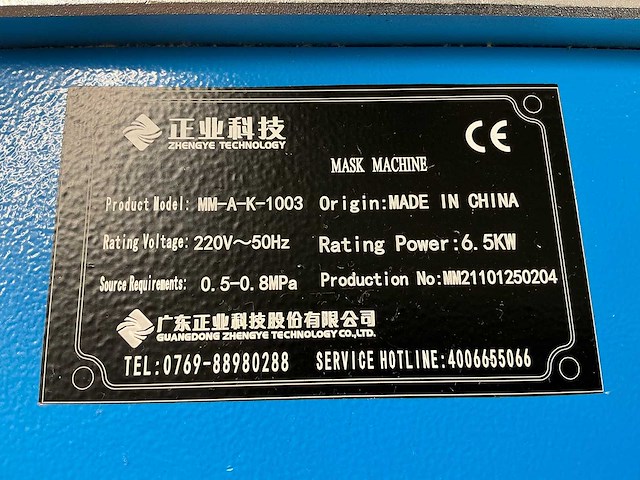 正业科技
ZHENGYE TECHNOLOGY
CE
MASK MACHINE
Product Model: MM-A-K-1003 Origin:MADE IN CHINA
Rating Voltage: 220V~50Hz Rating Power:6.5KW
Source Requirements: 0.5-0.8MPa Production No:MM21101250204
广东正业科技股份有限公司
GUANGDONG ZHENGYE TECHNOLOGY CO.,LTD.
TEL:0769-88980288 SERVICE HOTLINE:4006655066